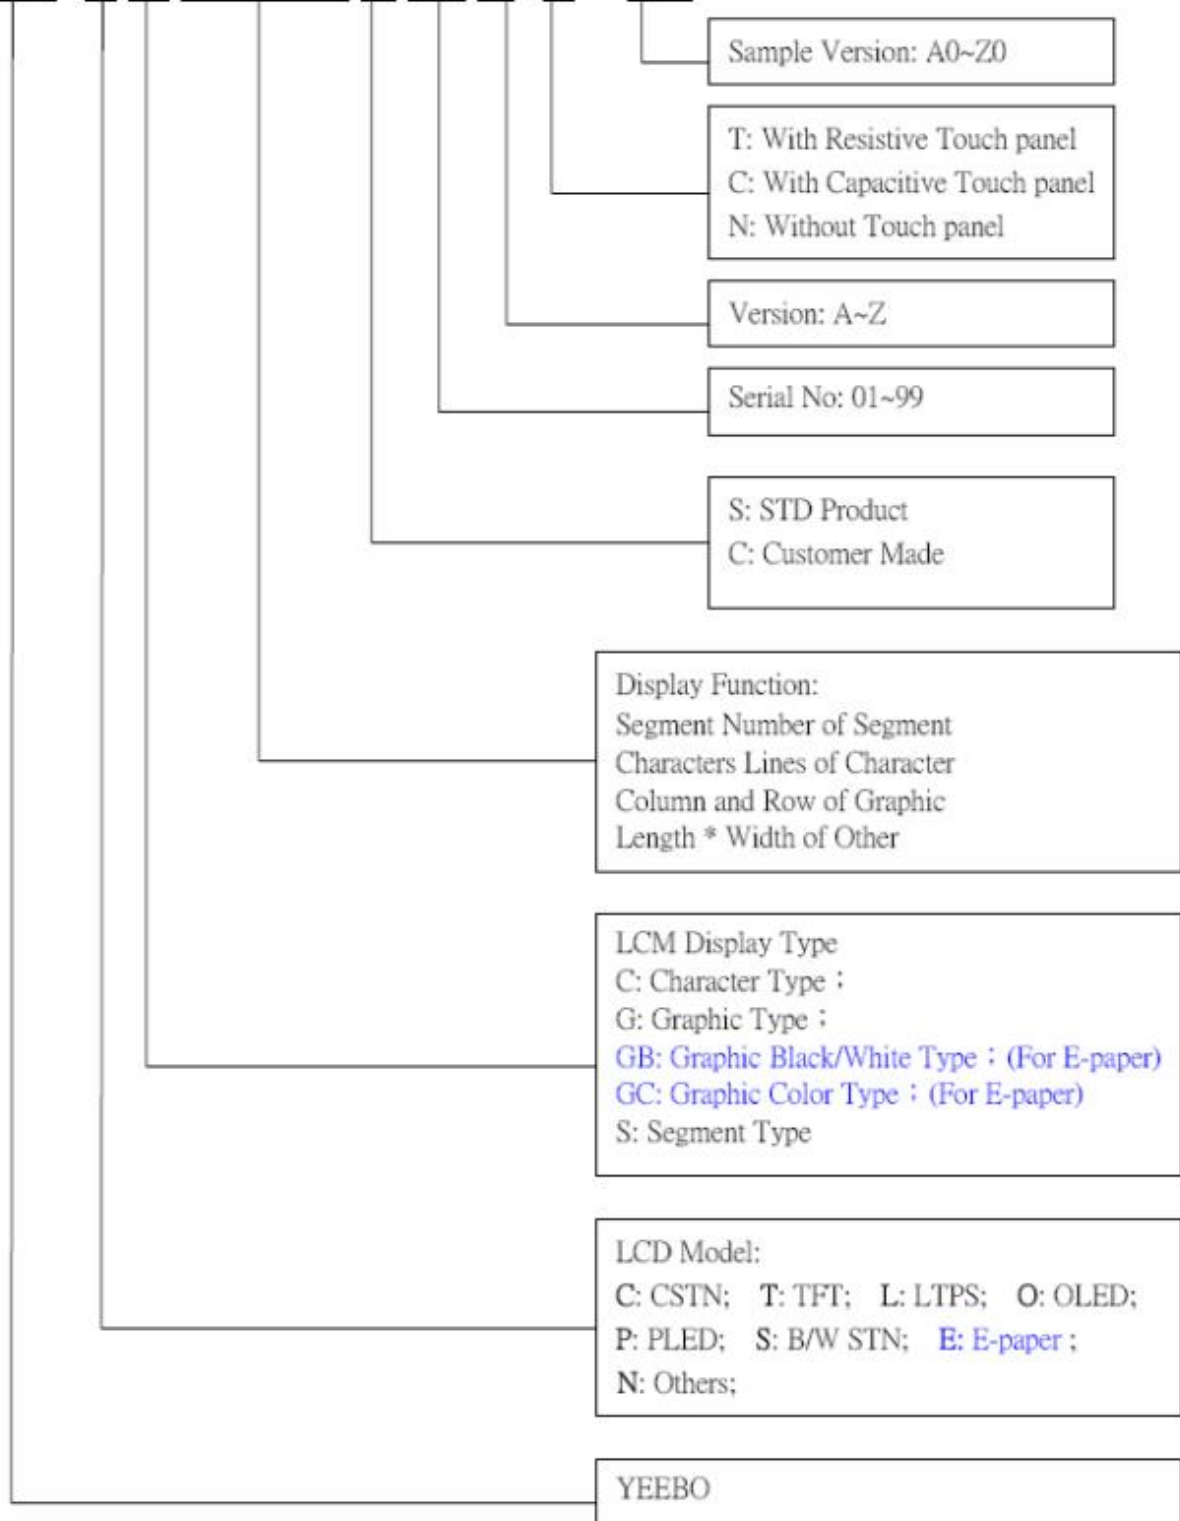 Sample Version: A0~Z0
T: With Resistive Touch panel
C: With Capacitive Touch panel
N: Without Touch panel
Version: A~Z
Serial No: 01~99
S: STD Product
C: Customer Made
Display Function:
Segment Number of Segment
Characters Lines of Character
Column and Row of Graphic
Length * Width of Other
LCM Display Type
C: Character Type；
G: Graphic Type；
GB: Graphic Black/White Type；(For E-paper)
GC: Graphic Color Type；(For E-paper)
S: Segment Type
LCD Model:
C: CSTN; T: TFT; L: LTPS; O: OLED;
P: PLED; S: B/W STN; E: E-paper ;
N: Others;
YEEBO